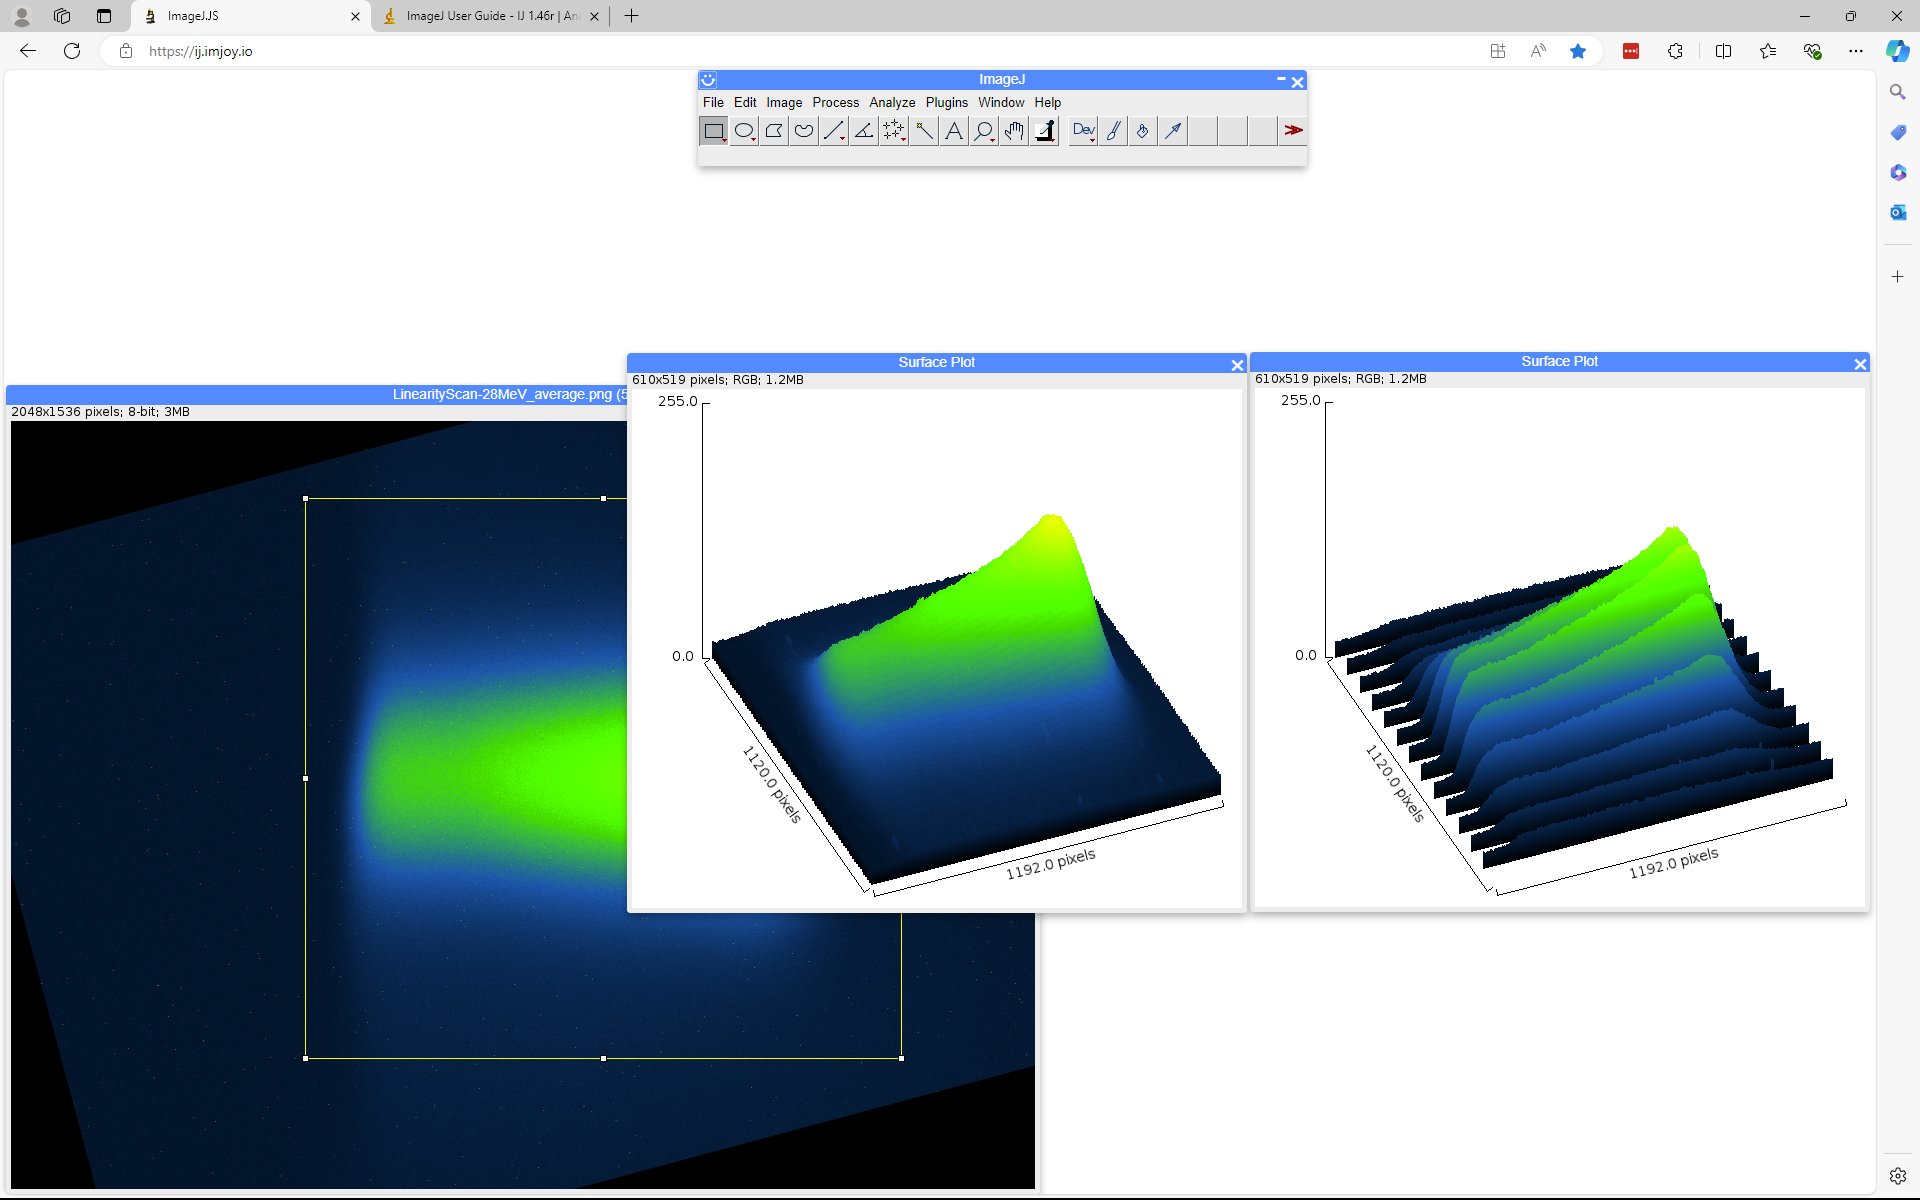 ImageJ.JS
ImageJ User Guide - IJ 1.46r | An
https://ij.imjoy.io
ImageJ
File Edit Image Process Analyze Plugins Window Help
Dev
LinearityScan-28MeV_average.png (5
2048x1536 pixels; 8-bit; 3MB
Surface Plot
610x519 pixels; RGB; 1.2MB
255.0
0.0
1120.0 pixels
1192.0 pixels
Surface Plot
610x519 pixels; RGB; 1.2MB
255.0
0.0
1120.0 pixels
1192.0 pixels